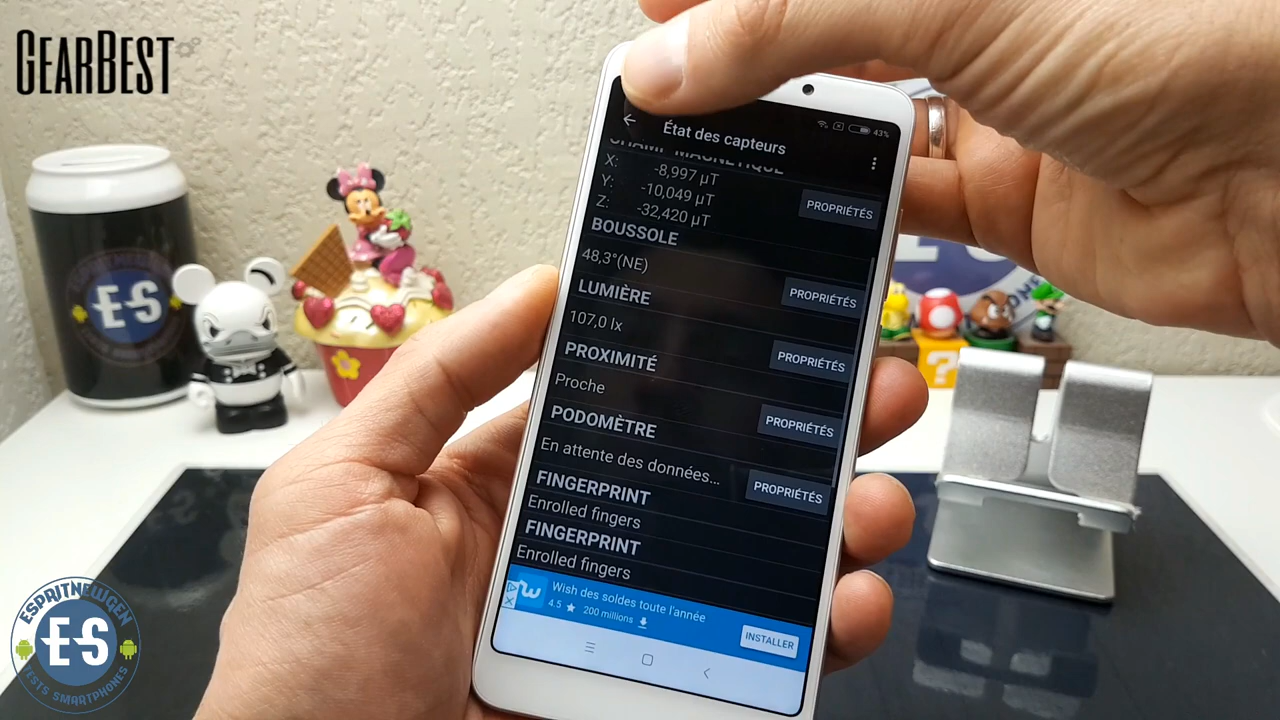 GEARBEST
43%
État des capteurs
CHAMP MAGNÉTIQUE
X: -8,997 µT
Y: -10,049 µT
Z: -32,420 µT
PROPRIÉTÉS
BOUSSOLE
48,3°(NE)
PROPRIÉTÉS
LUMIÈRE
107,0 lx
PROPRIÉTÉS
PROXIMITÉ
Proche
PROPRIÉTÉS
PODOMÈTRE
En attente des données...
PROPRIÉTÉS
FINGERPRINT
Enrolled fingers
FINGERPRINT
Enrolled fingers
Wish des soldes toute l'année
4.5 ★ 200 millions
INSTALLER
ES
?
ESPRITNEWGEN
ES
ESTS SMARTPHONES